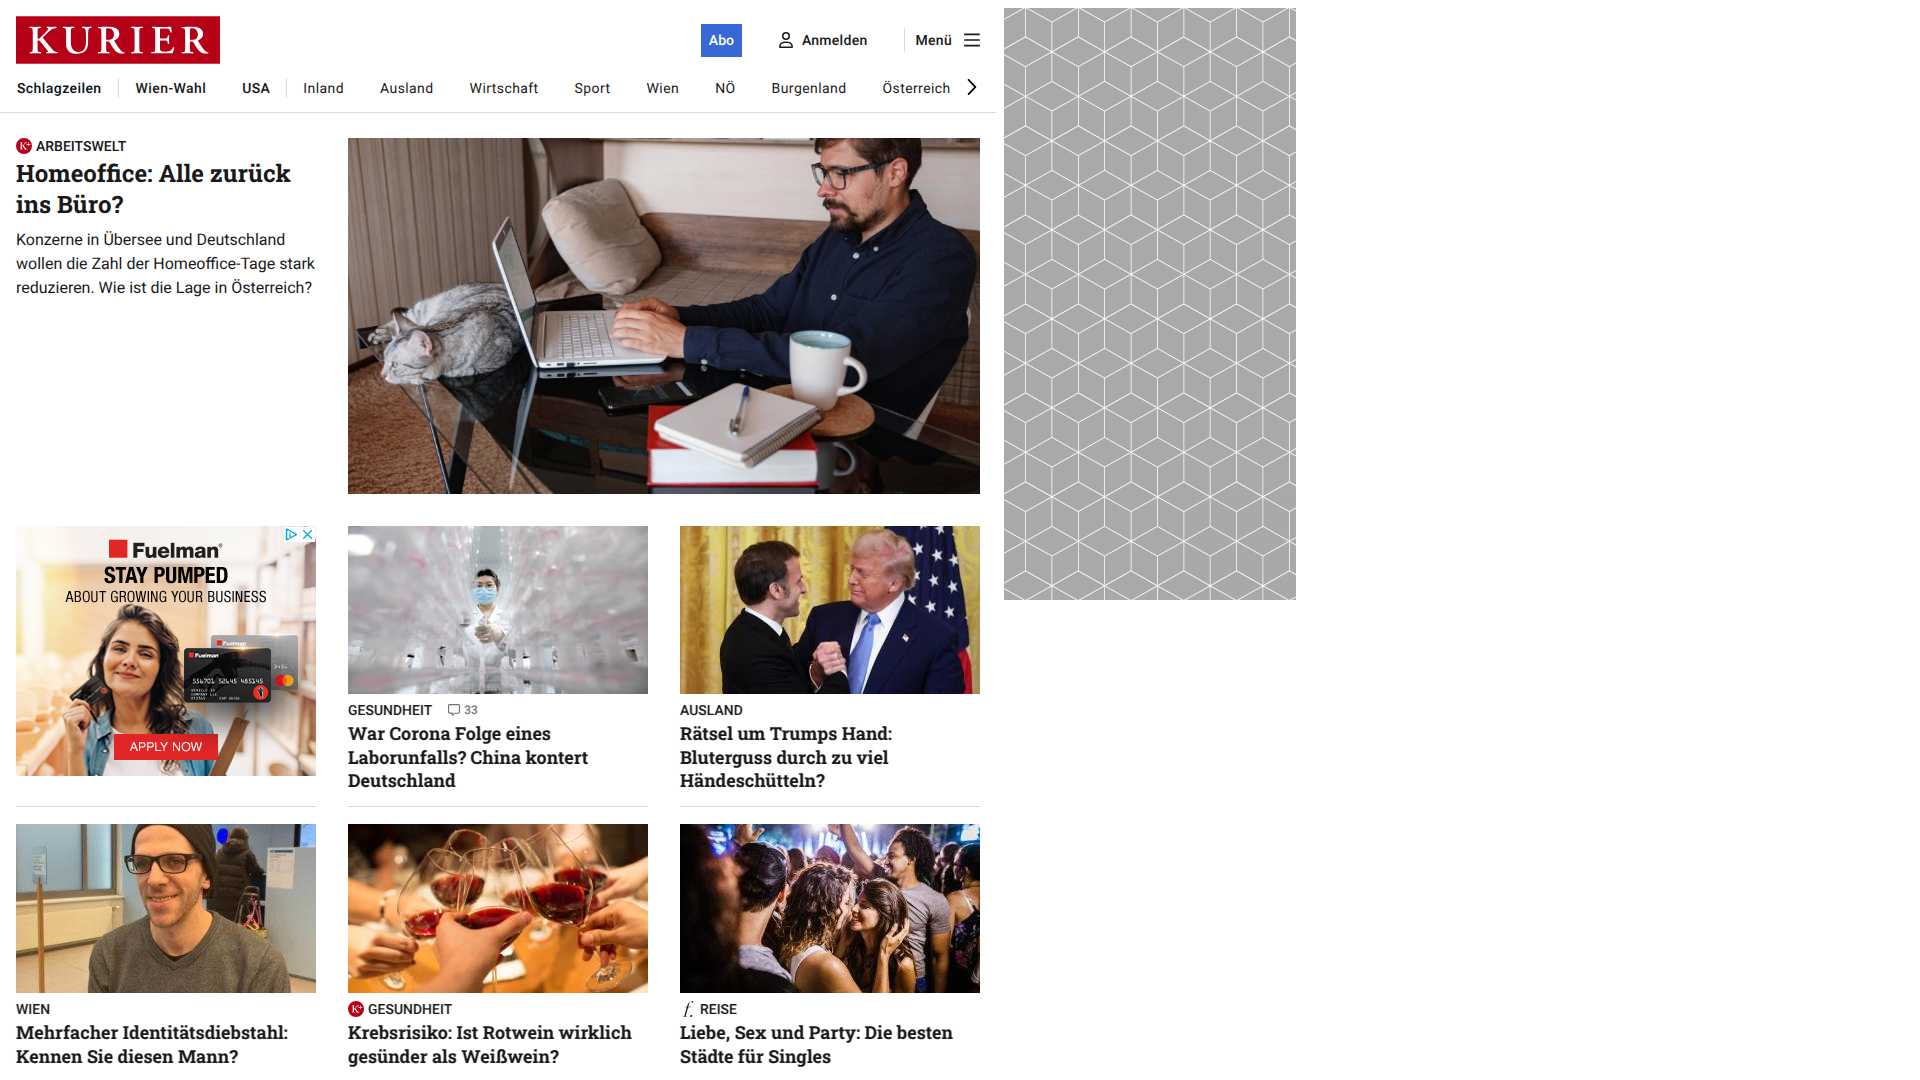 KURIER
Abo
Anmelden
Menü
Schlagzeilen
Wien-Wahl
USA
Inland
Ausland
Wirtschaft
Sport
Wien
NÖ
Burgenland
Österreich
K+ ARBEITSWELT
Homeoffice: Alle zurück
ins Büro?
Konzerne in Übersee und Deutschland
wollen die Zahl der Homeoffice-Tage stark
reduzieren. Wie ist die Lage in Österreich?
Fuelman
STAY PUMPED
ABOUT GROWING YOUR BUSINESS
Fuelman
Fuelman
APPLY NOW
GESUNDHEIT 33
War Corona Folge eines
Laborunfalls? China kontert
Deutschland
AUSLAND
Rätsel um Trumps Hand:
Bluterguss durch zu viel
Händeschütteln?
WIEN
Mehrfacher Identitätsdiebstahl:
Kennen Sie diesen Mann?
K+ GESUNDHEIT
Krebsrisiko: Ist Rotwein wirklich
gesünder als Weißwein?
f. REISE
Liebe, Sex und Party: Die besten
Städte für Singles